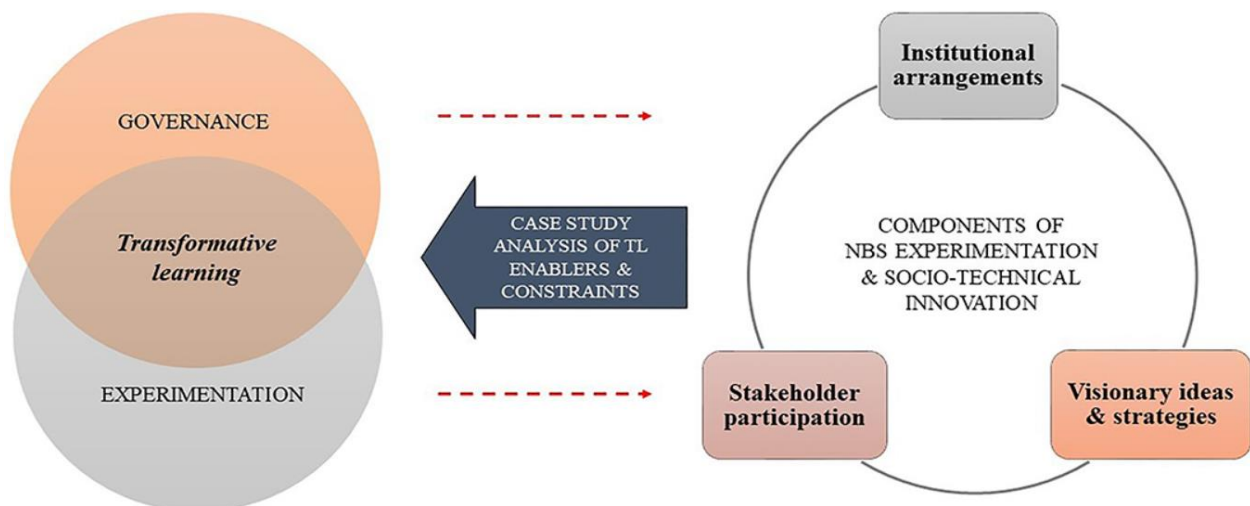 GOVERNANCE
Transformative
learning
EXPERIMENTATION
CASE STUDY
ANALYSIS OF TL
ENABLERS &
CONSTRAINTS
Institutional
arrangements
COMPONENTS OF
NBS EXPERIMENTATION
& SOCIO-TECHNICAL
INNOVATION
Stakeholder
participation
Visionary ideas
& strategies